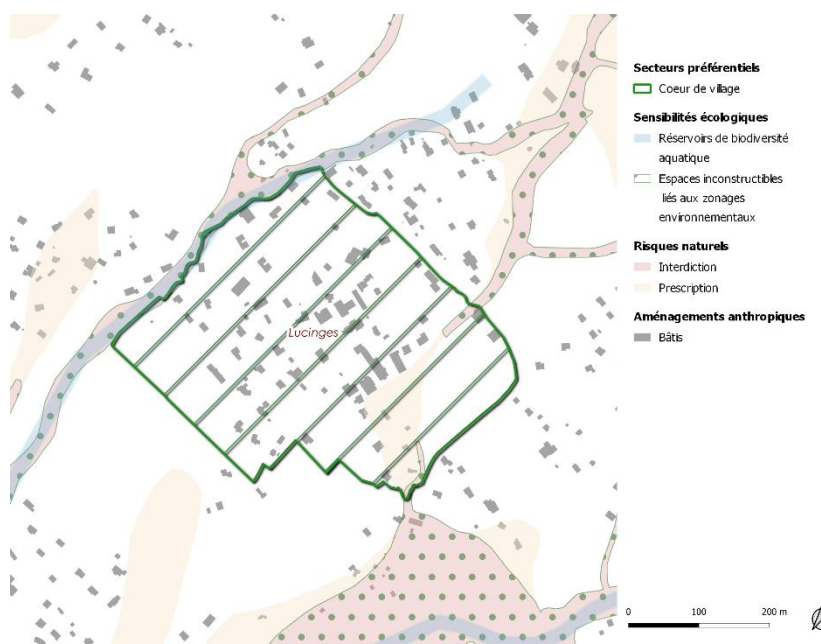 Secteurs préférentiels
Coeur de village
Sensibilités écologiques
Réservoirs de biodiversité
aquatique
Espaces inconstructibles
liés aux zonages
environnementaux
Risques naturels
Interdiction
Prescription
Aménagements anthropiques
Bâtis
Lucinges
0 100 200 m